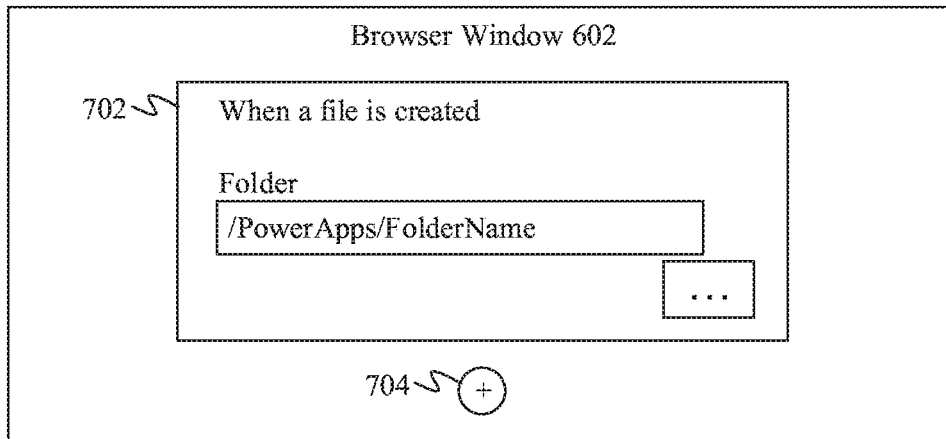 Browser Window 602
702
When a file is created
Folder
/PowerApps/FolderName
...
704
+